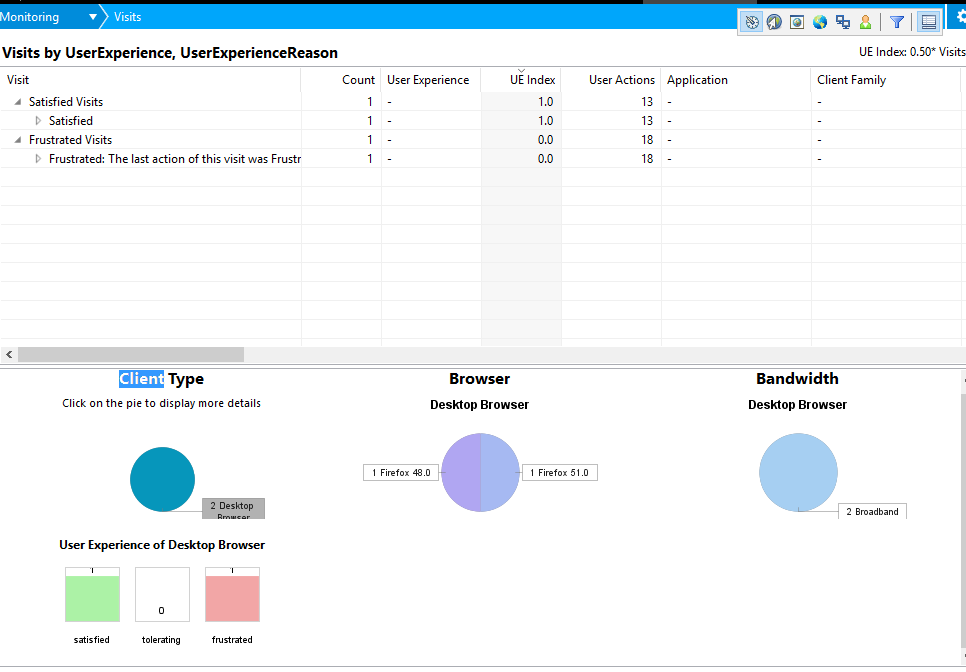 Monitoring Visits
Visits by UserExperience, UserExperienceReason
UE Index: 0.50* Visits
Visit Count User Experience UE Index User Actions Application Client Family
Satisfied Visits 1 - 1.0 13 - -
Satisfied 1 - 1.0 13 - -
Frustrated Visits 1 - 0.0 18 - -
Frustrated: The last action of this visit was Frustr 1 - 0.0 18 - -
Client Type
Click on the pie to display more details
2 Desktop
Browser
User Experience of Desktop Browser
1 0 1
satisfied tolerating frustrated
Browser
Desktop Browser
1 Firefox 48.0 1 Firefox 51.0
Bandwidth
Desktop Browser
2 Broadband